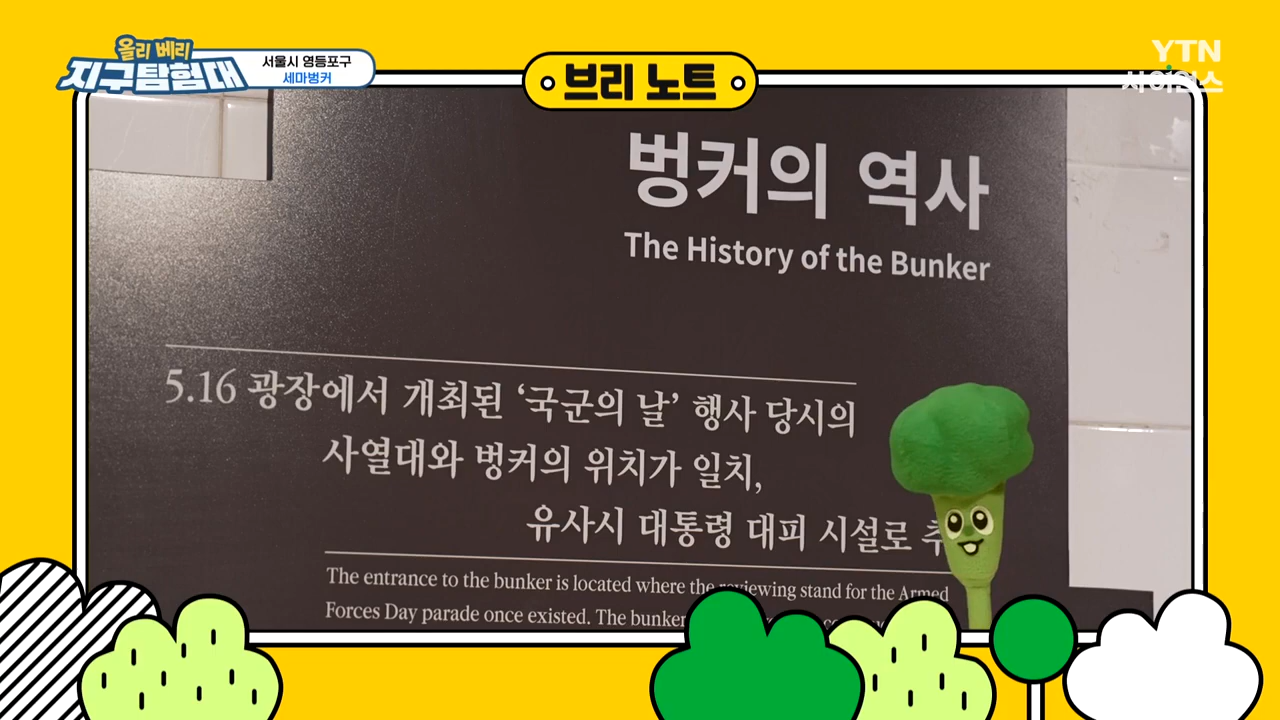 올리 베리
지구탐험대
서울시 영등포구
세마벙커
브리 노트
YTN
사이언스
벙커의 역사
The History of the Bunker
5.16 광장에서 개최된 ‘국군의 날’ 행사 당시의
사열대와 벙커의 위치가 일치,
유사시 대통령 대피 시설로
The entrance to the bunker is located where the reviewing stand for the Armed
Forces Day parade once existed. The bunker